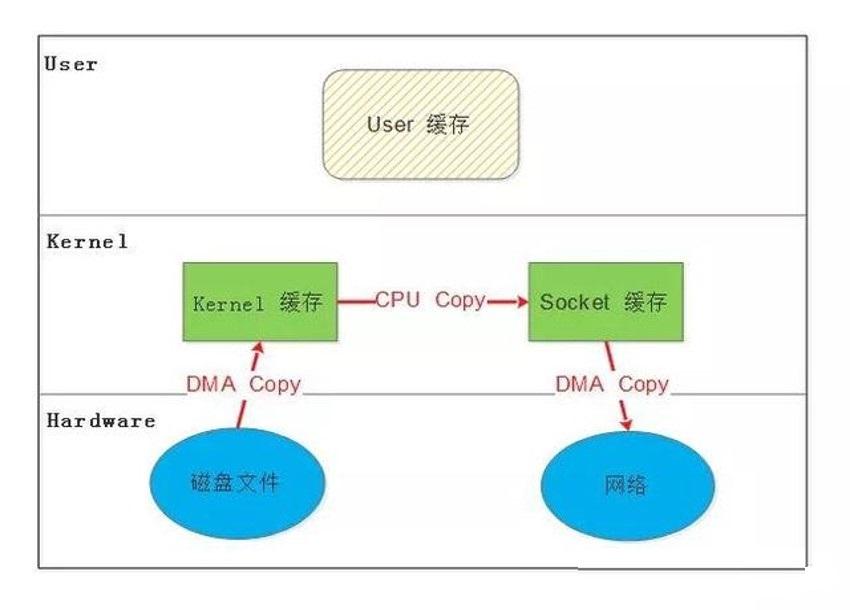 User
User 缓存
Kernel
Kernel 缓存
CPU Copy
Socket 缓存
DMA Copy
DMA Copy
Hardware
磁盘文件
网络